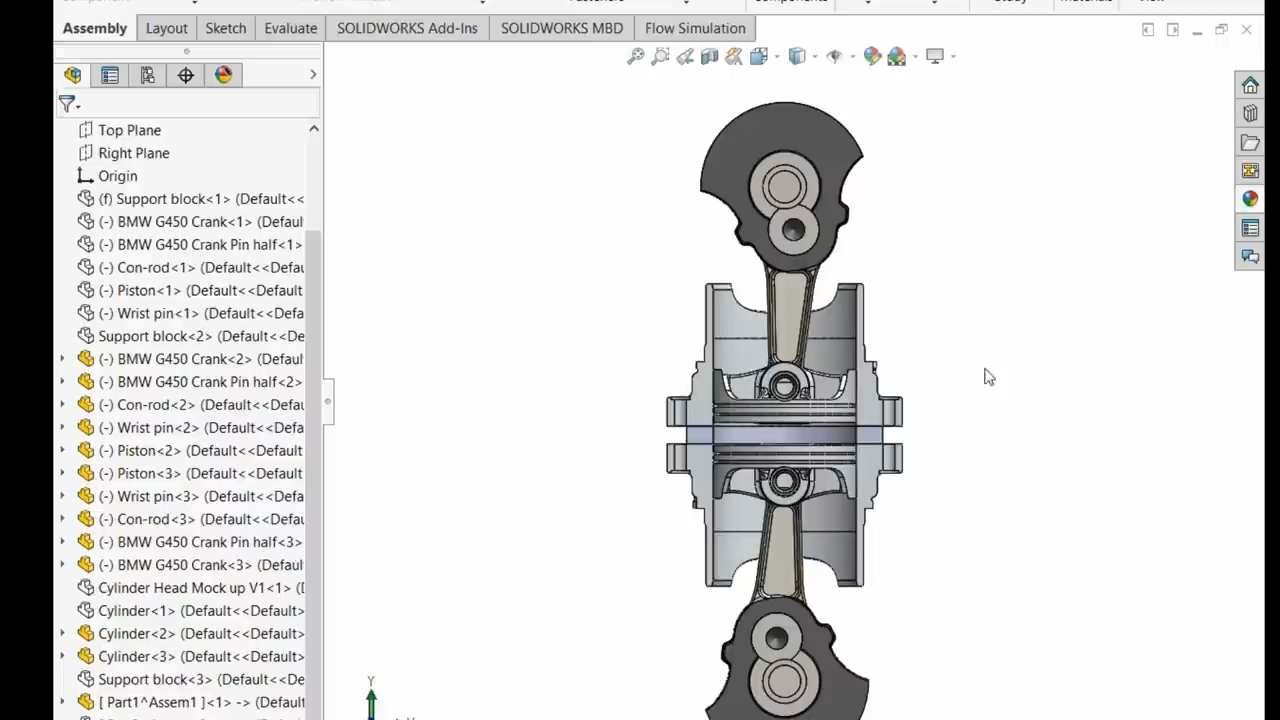 Assembly Layout Sketch Evaluate SOLIDWORKS Add-Ins SOLIDWORKS MBD Flow Simulation
Top Plane
Right Plane
Origin
(f) Support block<1> (Default<<
(-) BMW G450 Crank<1> (Defaul
(-) BMW G450 Crank Pin half<1>
(-) Con-rod<1> (Default<<Defau
(-) Piston<1> (Default<<Default
(-) Wrist pin<1> (Default<<Defa
Support block<2> (Default<<De
(-) BMW G450 Crank<2> (Defaul
(-) BMW G450 Crank Pin half<2>
(-) Con-rod<2> (Default<<Defau
(-) Wrist pin<2> (Default<<Defa
(-) Piston<2> (Default<<Default
(-) Piston<3> (Default<<Default
(-) Wrist pin<3> (Default<<Defa
(-) Con-rod<3> (Default<<Defau
(-) BMW G450 Crank Pin half<3>
(-) BMW G450 Crank<3> (Defaul
Cylinder Head Mock up V1<1> (
Cylinder<1> (Default<<Default>
Cylinder<2> (Default<<Default>
Cylinder<3> (Default<<Default>
Support block<3> (Default<<De
[ Part1^Assem1 ]<1> -> (Default
Y